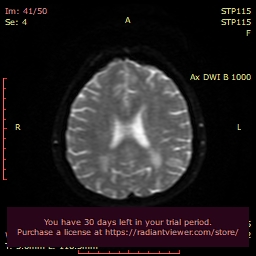 Im: 41/50
Se: 4
A
STP115
STP115
F
Ax DWI B 1000
R
L
You have 30 days left in your trial period.
Purchase a license at https://radiantviewer.com/store/